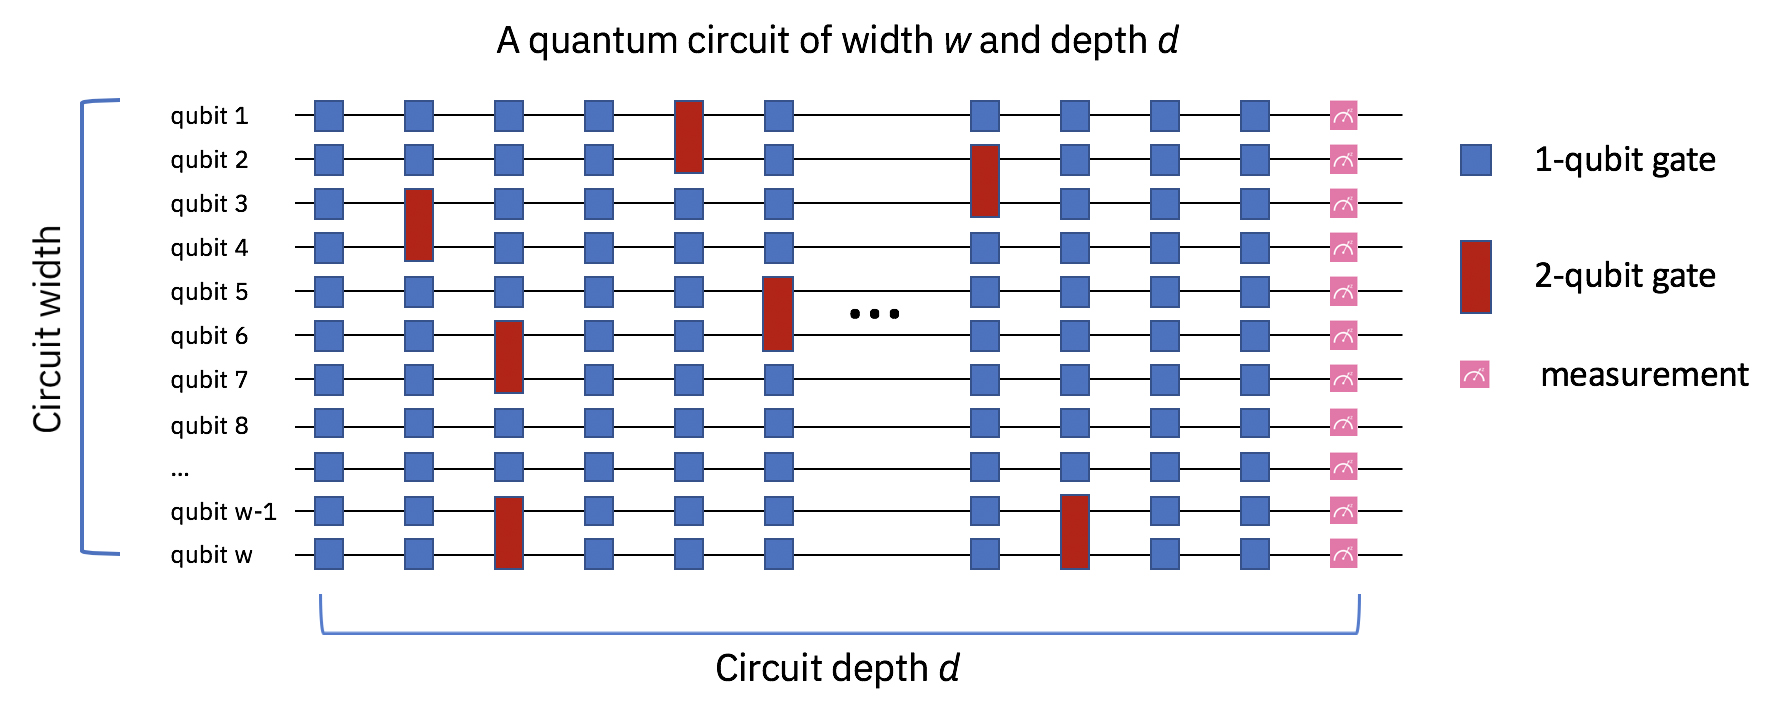 A quantum circuit of width w and depth d
Circuit width
qubit 1
qubit 2
qubit 3
qubit 4
qubit 5
qubit 6
qubit 7
qubit 8
...
qubit w-1
qubit w
...
1-qubit gate
2-qubit gate
measurement
Circuit depth d